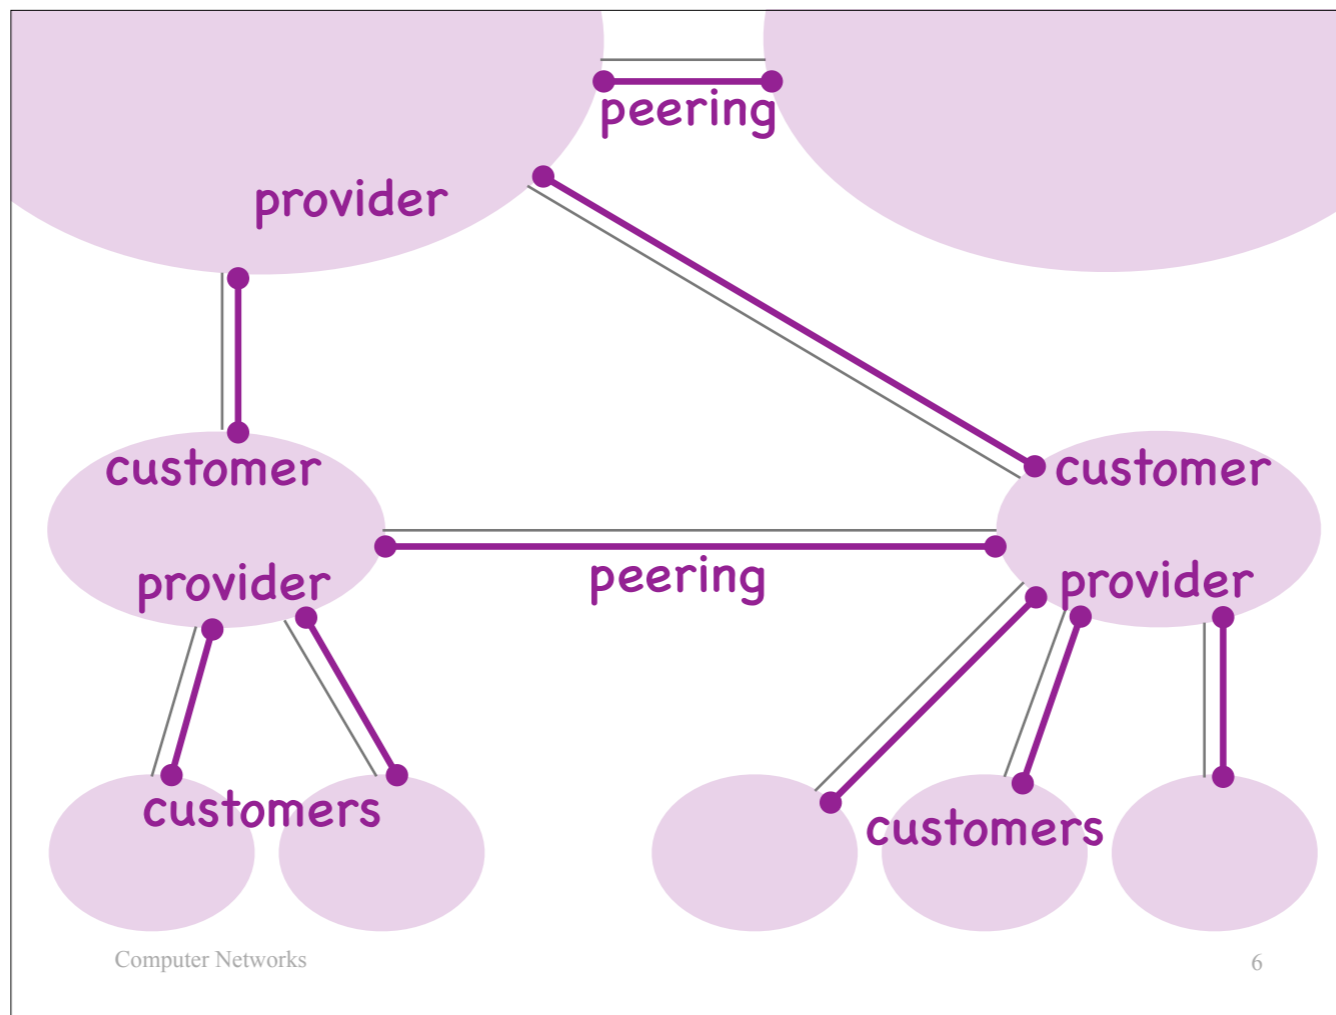 peering
provider
customer
customer
peering
provider
provider
customers
customers
Computer Networks
6